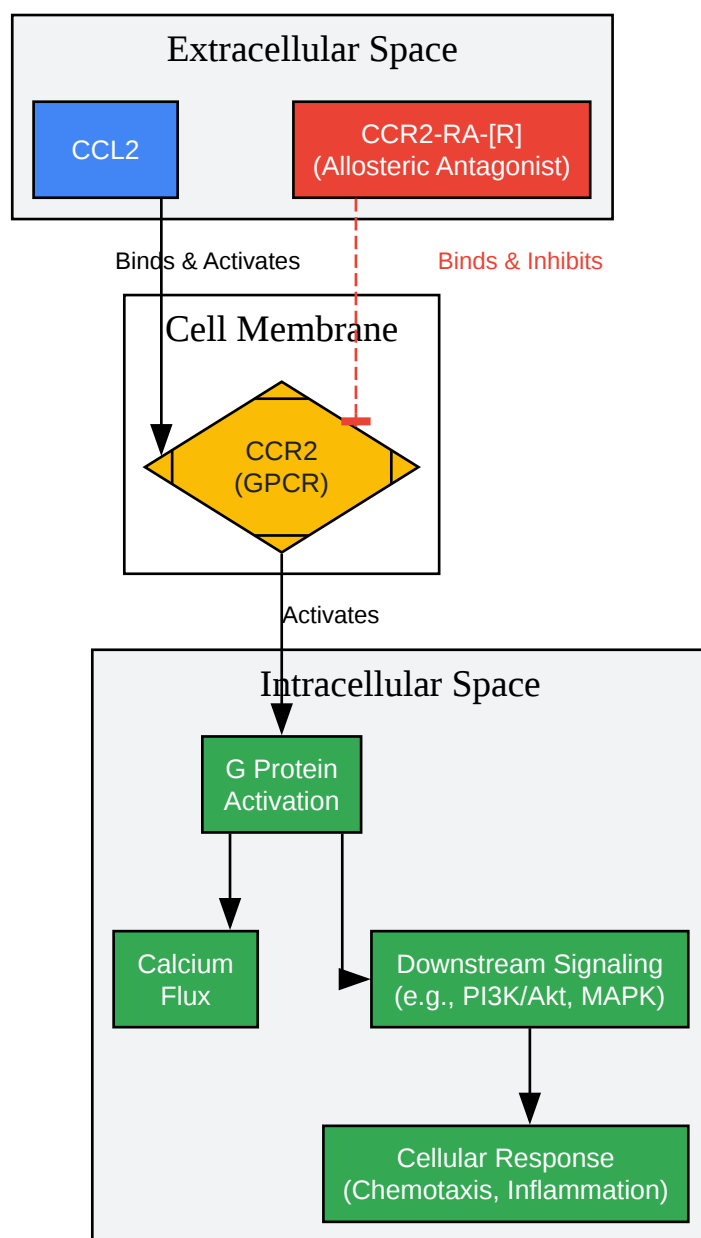 Extracellular Space
CCL2
CCR2-RA-[R]
(Allosteric Antagonist)
Binds & Activates
Binds & Inhibits
Cell Membrane
CCR2
(GPCR)
Activates
Intracellular Space
G Protein
Activation
Calcium
Flux
Downstream Signaling
(e.g., PI3K/Akt, MAPK)
Cellular Response
(Chemotaxis, Inflammation)